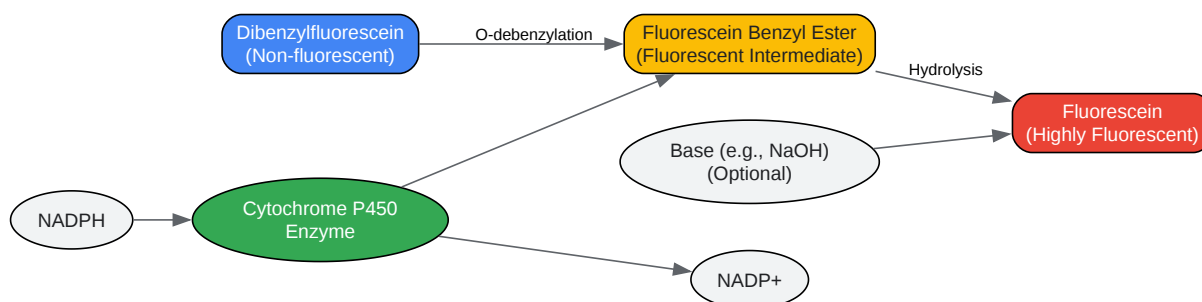 Dibenzylfluorescein
(Non-fluorescent)
O-debenzylation
Fluorescein Benzyl Ester
(Fluorescent Intermediate)
Hydrolysis
Fluorescein
(Highly Fluorescent)
Base (e.g., NaOH)
(Optional)
NADPH
Cytochrome P450
Enzyme
NADP+